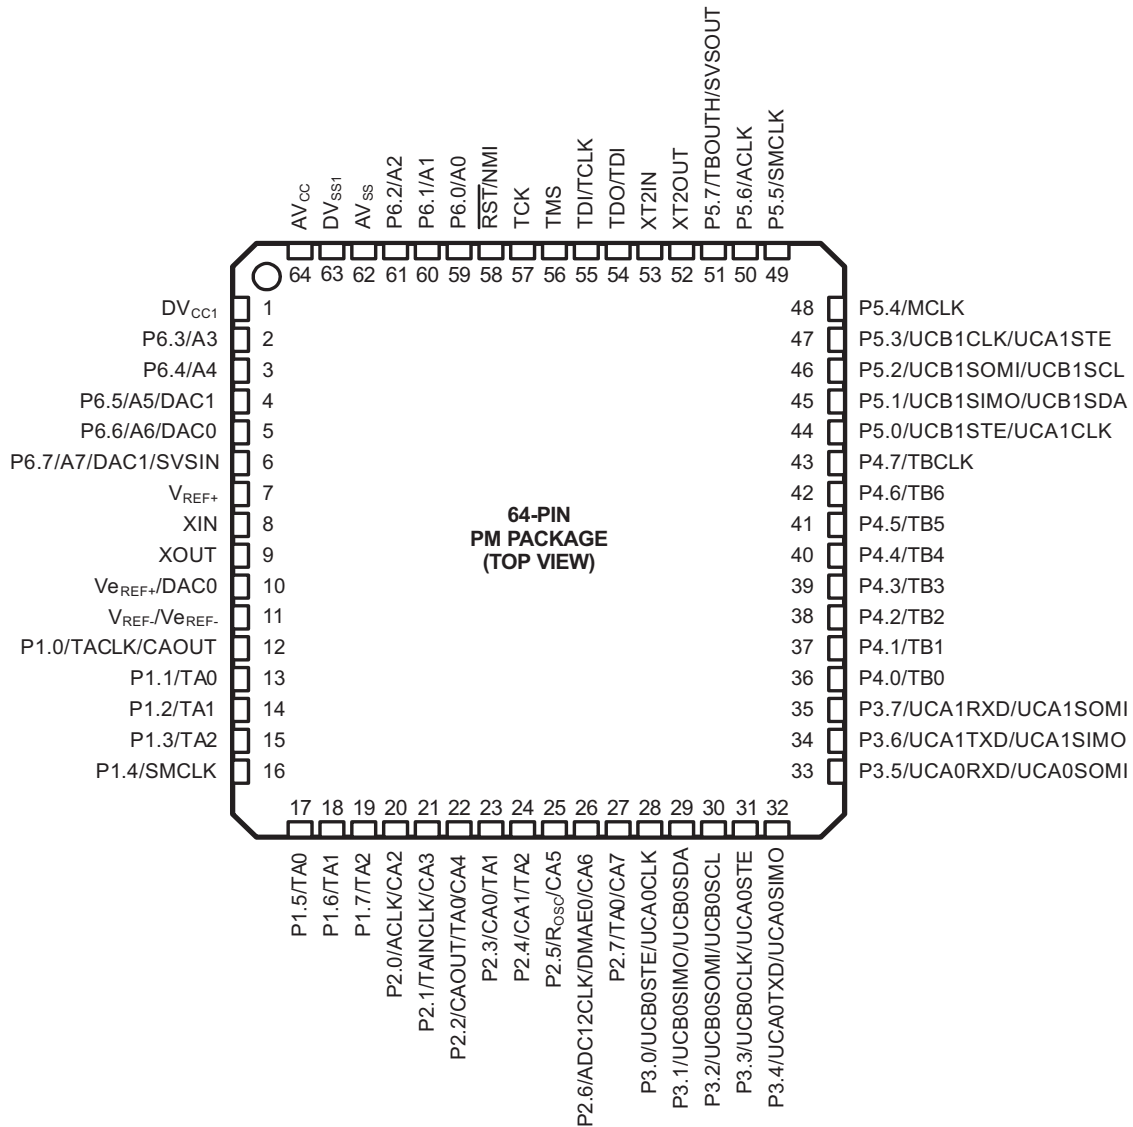 AVCC
DVSS1
AVSS
P6.2/A2
P6.1/A1
P6.0/A0
RST/NMI
TCK
TMS
TDI/TCLK
TDO/TDI
XT2IN
XT2OUT
P5.7/TBOUTH/SVSOUT
P5.6/ACLK
P5.5/SMCLK
64 63 62 61 60 59 58 57 56 55 54 53 52 51 50 49
DVCC1 1
P6.3/A3 2
P6.4/A4 3
P6.5/A5/DAC1 4
P6.6/A6/DAC0 5
P6.7/A7/DAC1/SVSIN 6
VREF+ 7
XIN 8
XOUT 9
VeREF+/DAC0 10
VREF-/VeREF- 11
P1.0/TACLK/CAOUT 12
P1.1/TA0 13
P1.2/TA1 14
P1.3/TA2 15
P1.4/SMCLK 16
64-PIN
PM PACKAGE
(TOP VIEW)
48 P5.4/MCLK
47 P5.3/UCB1CLK/UCA1STE
46 P5.2/UCB1SOMI/UCB1SCL
45 P5.1/UCB1SIMO/UCB1SDA
44 P5.0/UCB1STE/UCA1CLK
43 P4.7/TBCLK
42 P4.6/TB6
41 P4.5/TB5
40 P4.4/TB4
39 P4.3/TB3
38 P4.2/TB2
37 P4.1/TB1
36 P4.0/TB0
35 P3.7/UCA1RXD/UCA1SOMI
34 P3.6/UCA1TXD/UCA1SIMO
33 P3.5/UCA0RXD/UCA0SOMI
17 18 19 20 21 22 23 24 25 26 27 28 29 30 31 32
P1.5/TA0
P1.6/TA1
P1.7/TA2
P2.0/ACLK/CA2
P2.1/TAINCLK/CA3
P2.2/CAOUT/TA0/CA4
P2.3/CA0/TA1
P2.4/CA1/TA2
P2.5/ROSC/CA5
P2.6/ADC12CLK/DMAE0/CA6
P2.7/TA0/CA7
P3.0/UCB0STE/UCA0CLK
P3.1/UCB0SIMO/UCB0SDA
P3.2/UCB0SOMI/UCB0SCL
P3.3/UCB0CLK/UCA0STE
P3.4/UCA0TXD/UCA0SIMO